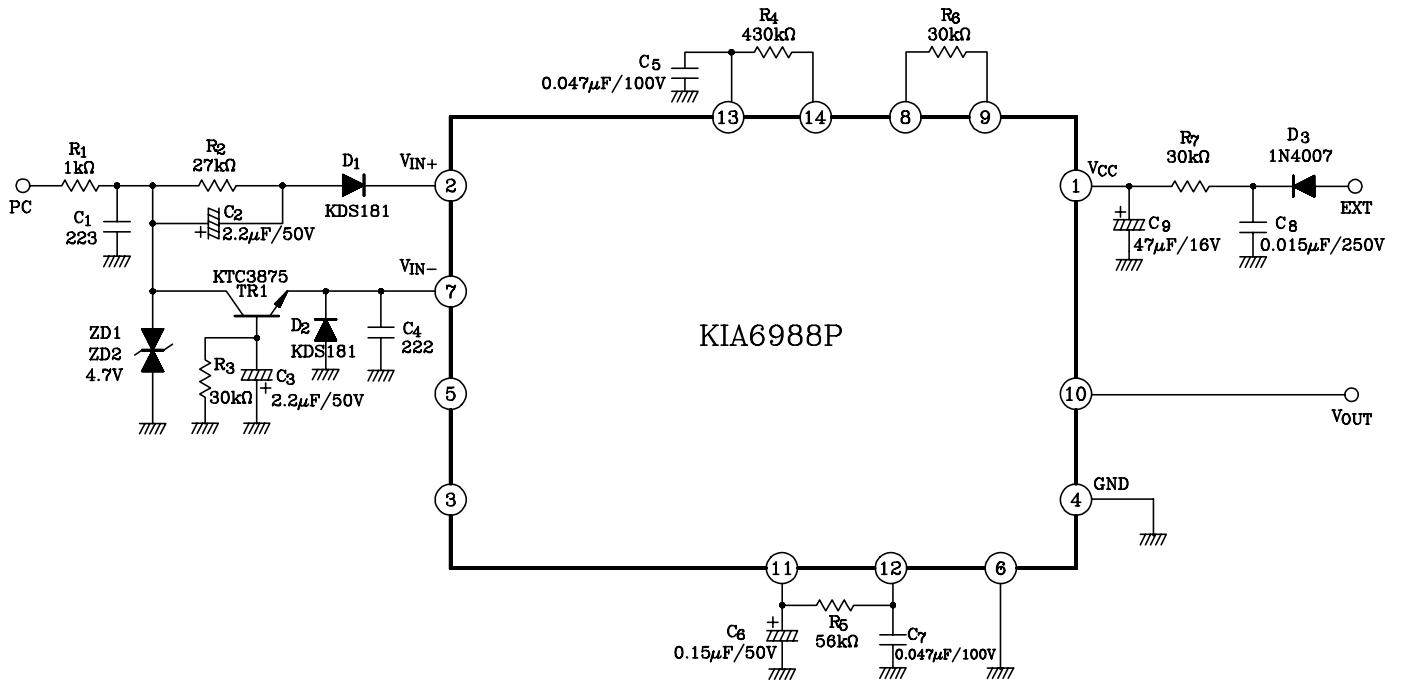 R4
430kΩ
C5
0.047μF/100V
R6
30kΩ
13
14
8
9
R1
1kΩ
PC
C1
223
R2
27kΩ
C2
+
2.2μF/50V
D1
KDS181
VIN+
2
VIN-
7
KTC3875
TR1
ZD1
ZD2
4.7V
R3
30kΩ
C3
+
2.2μF/50V
D2
KDS181
C4
222
5
3
KIA6988P
1
VCC
R7
30kΩ
D3
1N4007
EXT
+
C9
47μF/16V
C8
0.015μF/250V
10
VOUT
4
GND
11
12
6
+
C6
0.15μF/50V
R5
56kΩ
C7
0.047μF/100V